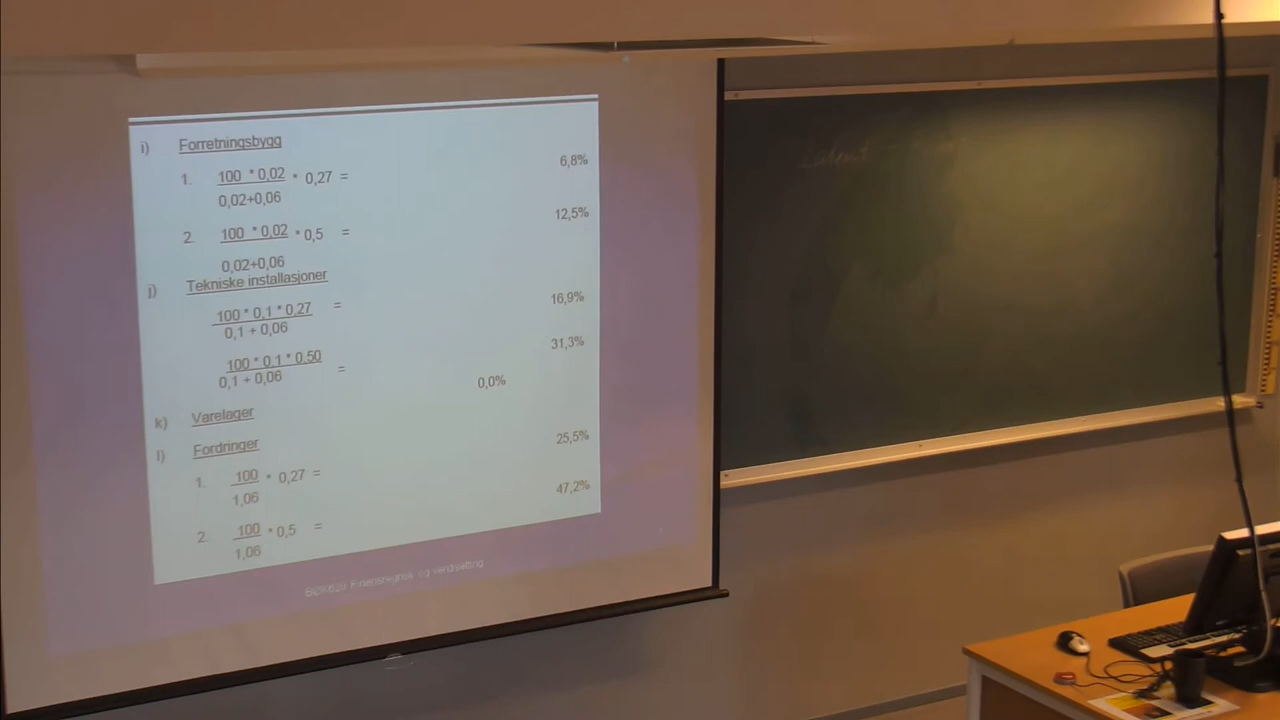 i) Forretningsbygg
1. 100 * 0,02 * 0,27 = 6,8%
0,02+0,06
2. 100 * 0,02 * 0,5 = 12,5%
0,02+0,06
j) Tekniske installasjoner
100 * 0,1 * 0,27 = 16,9%
0,1 + 0,06
100 * 0,1 * 0,50 = 31,3%
0,1 + 0,06
k) Varelager 0,0%
l) Fordringer
1. 100 * 0,27 = 25,5%
1,06
2. 100 * 0,5 = 47,2%
1,06
og verdsetting